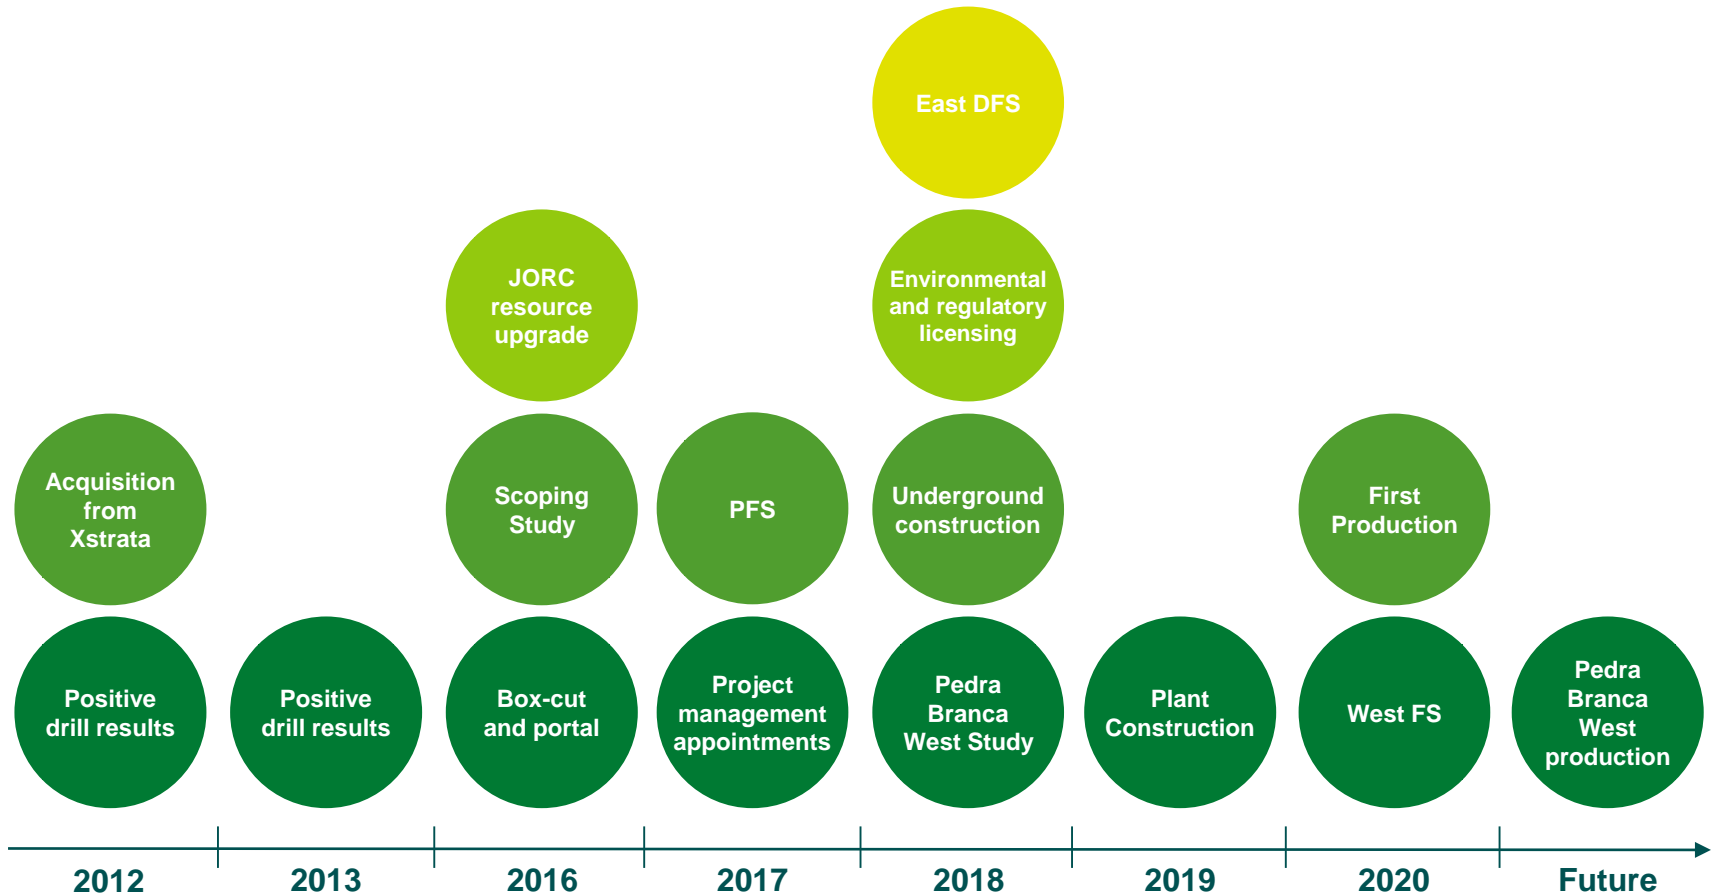 East DFS
JORC
resource
upgrade
Environmental
and regulatory
licensing
Acquisition
from
Xstrata
Scoping
Study
PFS
Underground
construction
First
Production
Positive
drill results
Positive
drill results
Box-cut
and portal
Project
management
appointments
Pedra
Branca
West Study
Plant
Construction
West FS
Pedra
Branca
West
production
2012
2013
2016
2017
2018
2019
2020
Future